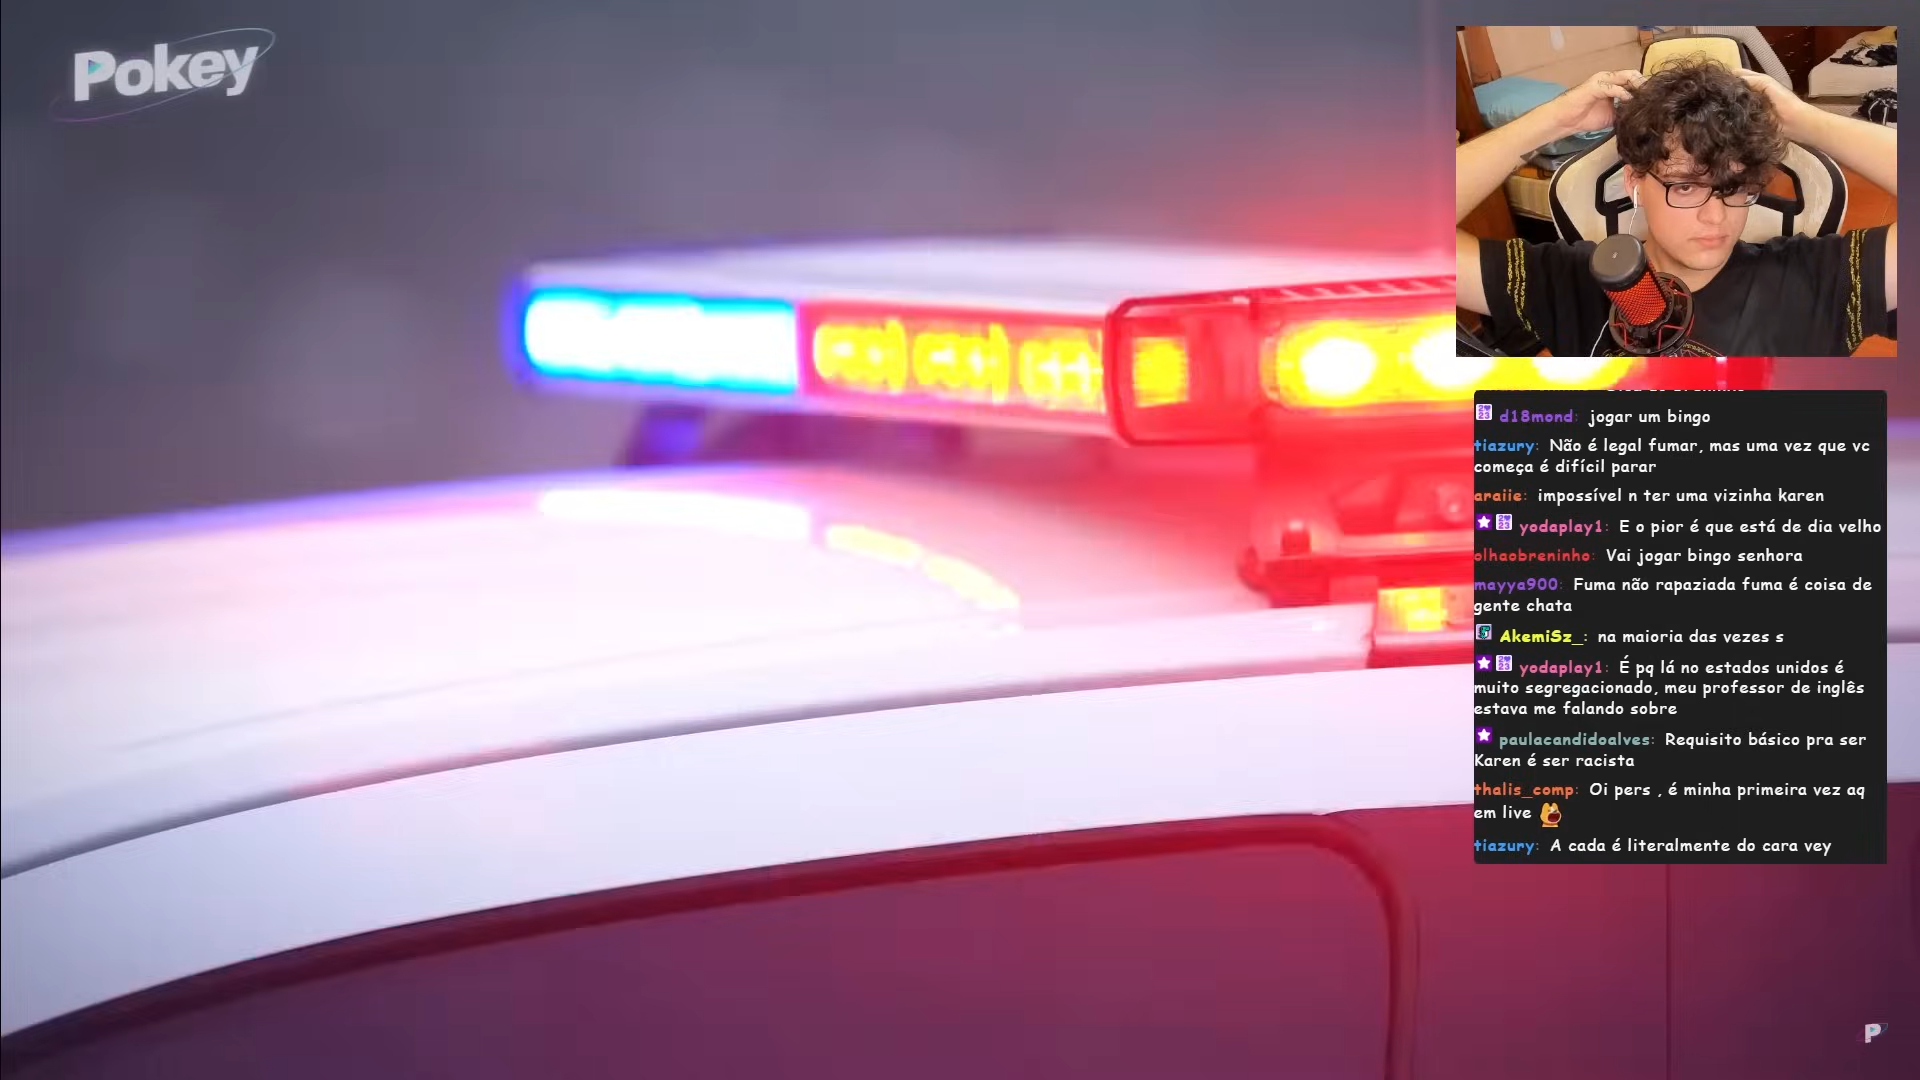 Pokey
d18mond: jogar um bingo
tiazury: Não é legal fumar, mas uma vez que vc
começa é difícil parar
araiie: impossível n ter uma vizinha karen
yodaplay1: E o pior é que está de dia velho
olhaobreninho: Vai jogar bingo senhora
mayya900: Fuma não rapaziada fuma é coisa de
gente chata
AkemiSz_: na maioria das vezes s
yodaplay1: É pq lá no estados unidos é
muito segregacionado, meu professor de inglês
estava me falando sobre
paulacandidoalves: Requisito básico pra ser
Karen é ser racista
thalis_comp: Oi pers , é minha primeira vez aq
em live
tiazury: A cada é literalmente do cara vey
P